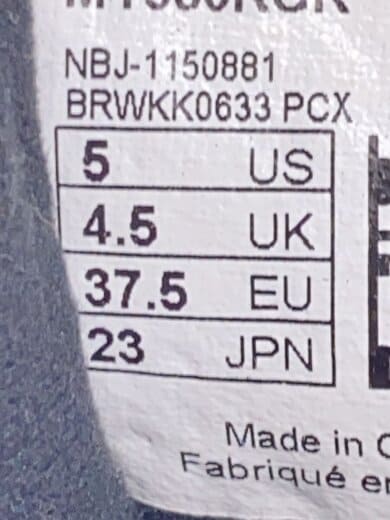 NBJ-1150881
BRWKK0633 PCX
5 US
4.5 UK
37.5 EU
23 JPN
Made in
Fabriqué